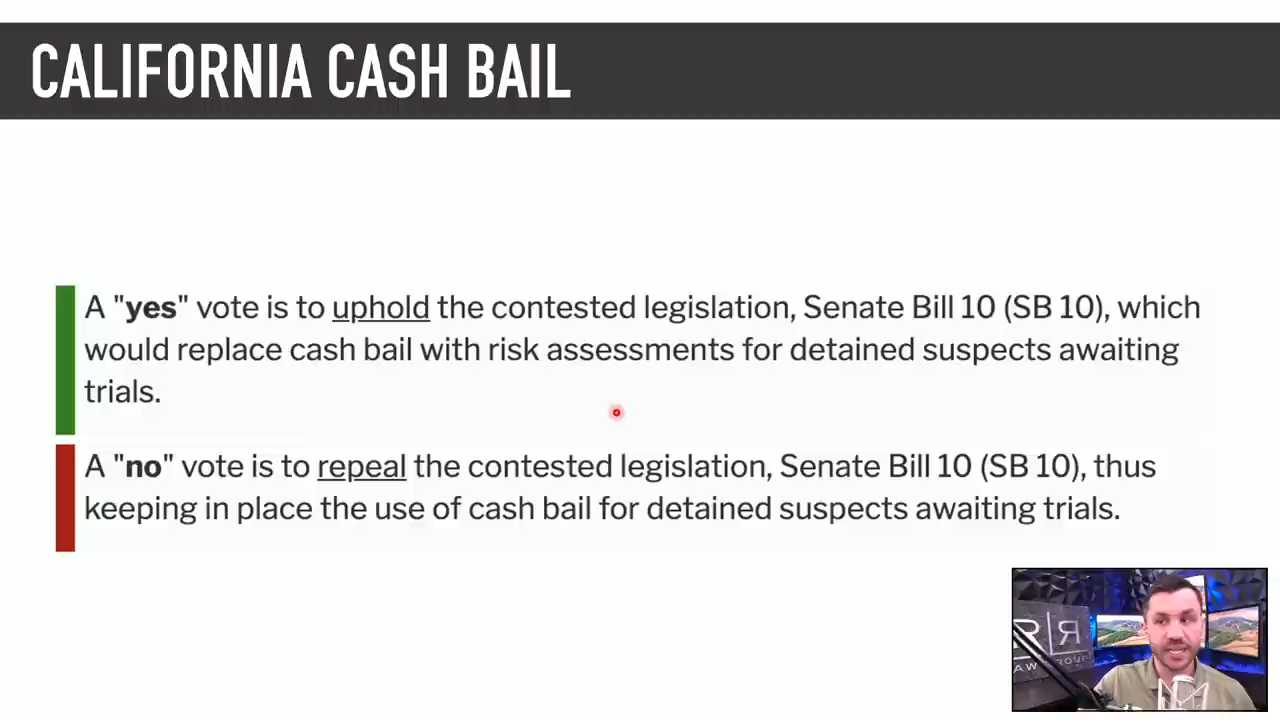 CALIFORNIA CASH BAIL
A "yes" vote is to uphold the contested legislation, Senate Bill 10 (SB 10), which
would replace cash bail with risk assessments for detained suspects awaiting
trials.
A "no" vote is to repeal the contested legislation, Senate Bill 10 (SB 10), thus
keeping in place the use of cash bail for detained suspects awaiting trials.
R|R
LAW GROUP